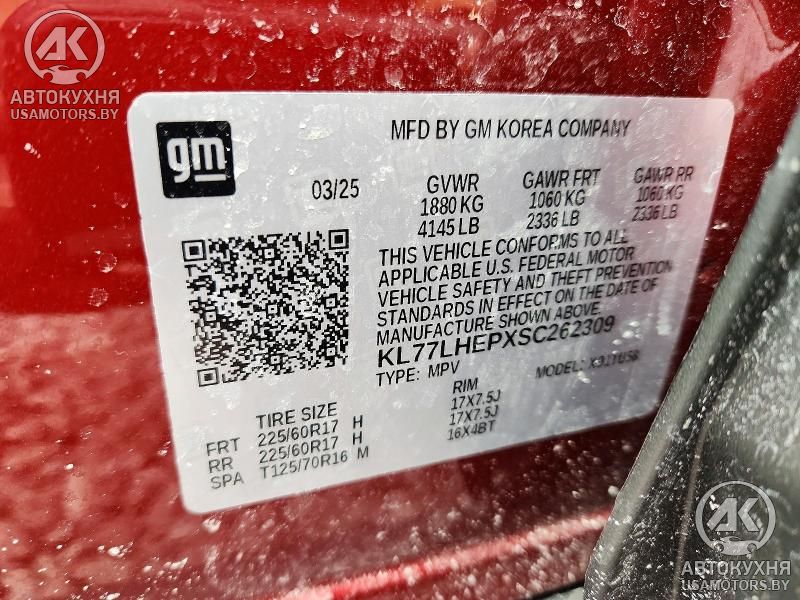 АК
АВТОКУХНЯ
USAMOTORS.BY
gm
MFD BY GM KOREA COMPANY
03/25
GVWR GAWR FRT GAWR RR
1880 KG 1060 KG 1060 KG
4145 LB 2336 LB 2336 LB
THIS VEHICLE CONFORMS TO ALL
APPLICABLE U.S. FEDERAL MOTOR
VEHICLE SAFETY AND THEFT PREVENTION
STANDARDS IN EFFECT ON THE DATE OF
MANUFACTURE SHOWN ABOVE.
KL77LHEPXSC262309
TYPE: MPV MODEL:
TIRE SIZE RIM
FRT 225/60R17 H 17X7.5J
RR 225/60R17 H 17X7.5J
SPA T125/70R16 M 16X4BT
АК
АВТОКУХНЯ
USAMOTORS.BY